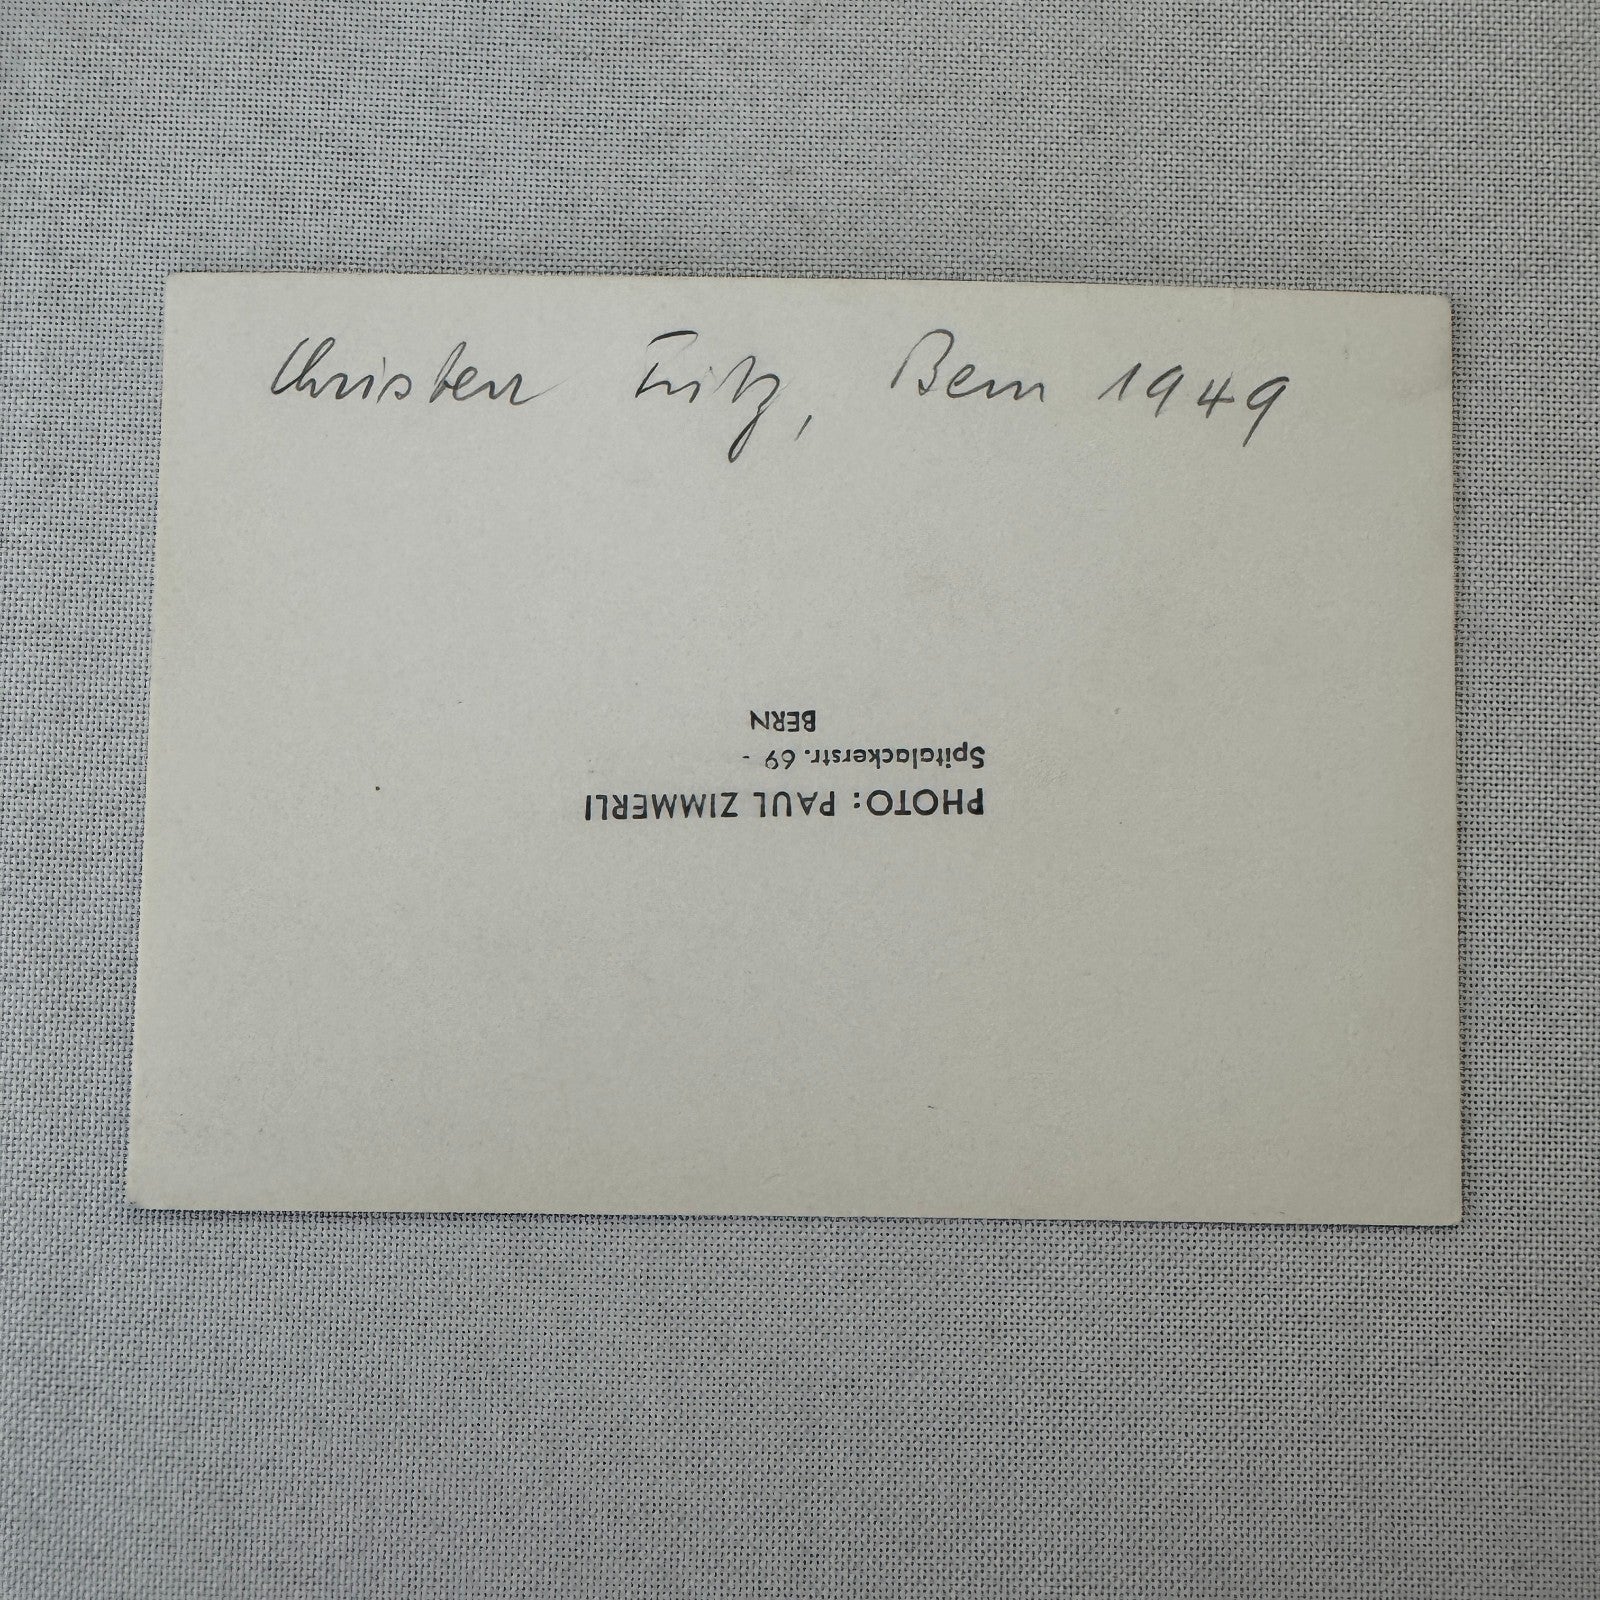 Christen Fritz, Bern 1949
PHOTO: PAUL ZIMMERLI
Spitalackerstr. 69 -
BERN